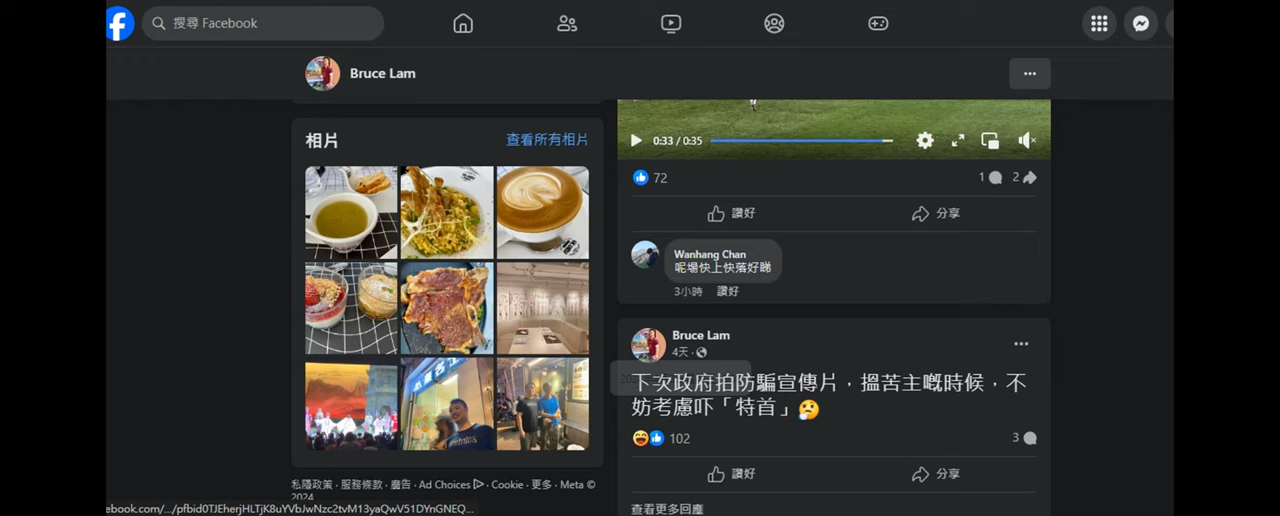 搜尋 Facebook
Bruce Lam
相片
查看所有相片
私隱政策 · 服務條款 · 廣告 · Ad Choices · Cookie · 更多 · Meta ©
2024
ebook.com/.../pfbid0TJEherjHLTjK8uYVbJwNzc2tvM13yaQwV51DYnGNEQ...
0:33 / 0:35
72
1
2
讚好
分享
Wanhang Chan
呢場快上快落好睇
3小時 讚好
Bruce Lam
4天 ·
下次政府拍防騙宣傳片，搵苦主嘅時候，不
妨考慮吓「特首」
102
3
讚好
分享
查看更多回應